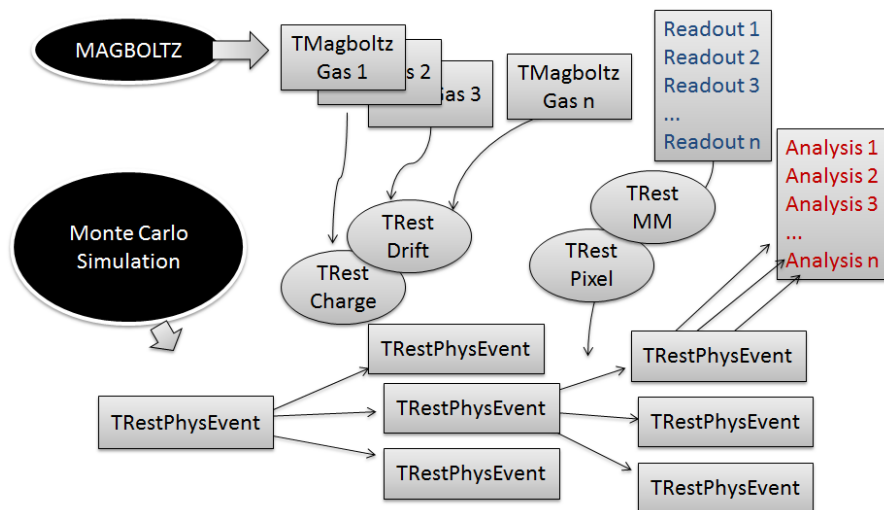 MAGBOLTZ
TMagboltz
Gas 1
s 2
as 3
TMagboltz
Gas n
Readout 1
Readout 2
Readout 3
...
Readout n
Analysis 1
Analysis 2
Analysis 3
...
Analysis n
Monte Carlo
Simulation
TRest
Charge
TRest
Drift
TRest
MM
TRest
Pixel
TRestPhysEvent
TRestPhysEvent
TRestPhysEvent
TRestPhysEvent
TRestPhysEvent
TRestPhysEvent
TRestPhysEvent